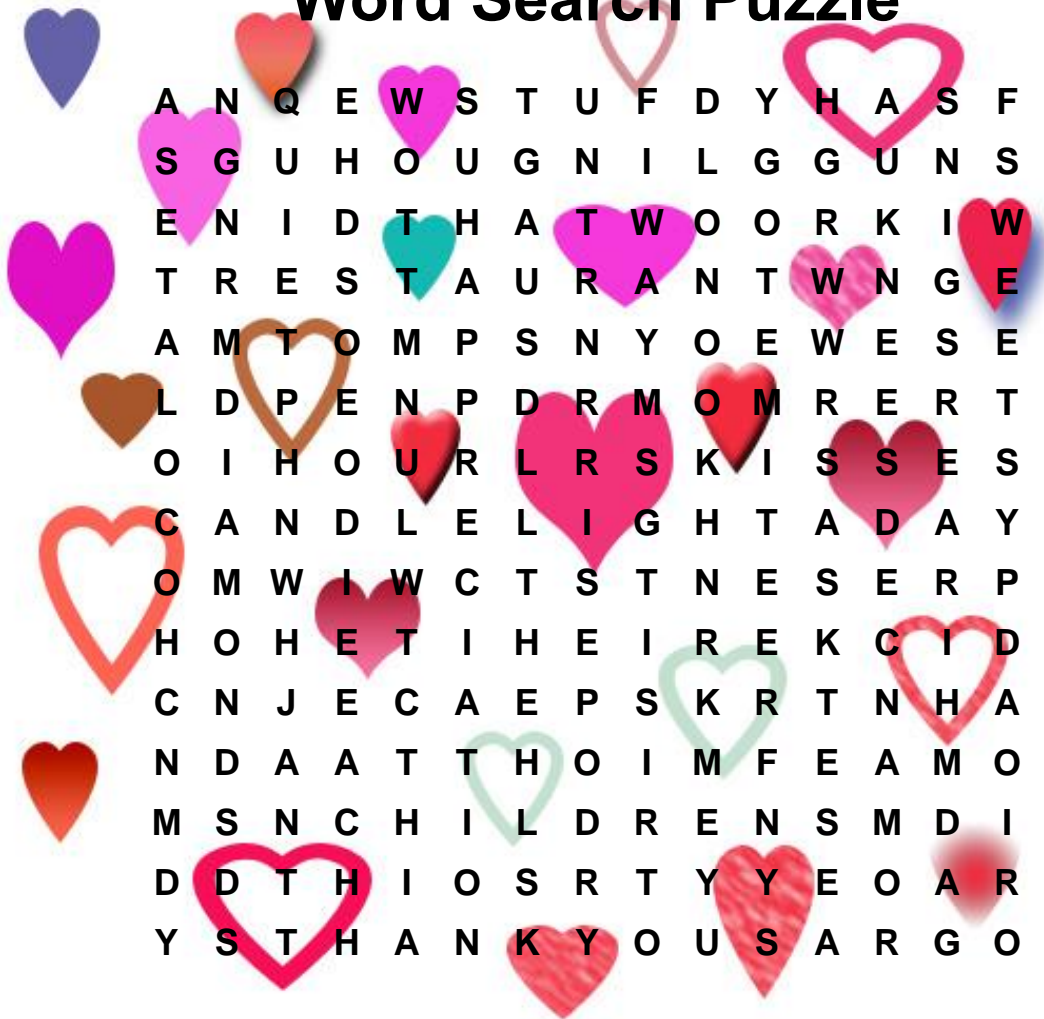 Word Search Puzzle
A N Q E W S T U F D Y H A S F
S G U H O U G N I L G G U N S
E N I D T H A T W O O R K I W
T R E S T A U R A N T W N G E
A M T O M P S N Y O E W E S E
L D P E N P D R M O M R E R T
O I H O U R L R S K I S S E S
C A N D L E L I G H T A D A Y
O M W I W C T S T N E S E R P
H O H E T I H E I R E K C I D
C N J E C A E P S K R T N H A
N D A A T T H O I M F E A M O
M S N C H I L D R E N S M D I
D D T H I O S R T Y Y E O A R
Y S T H A N K Y O U S A R G O